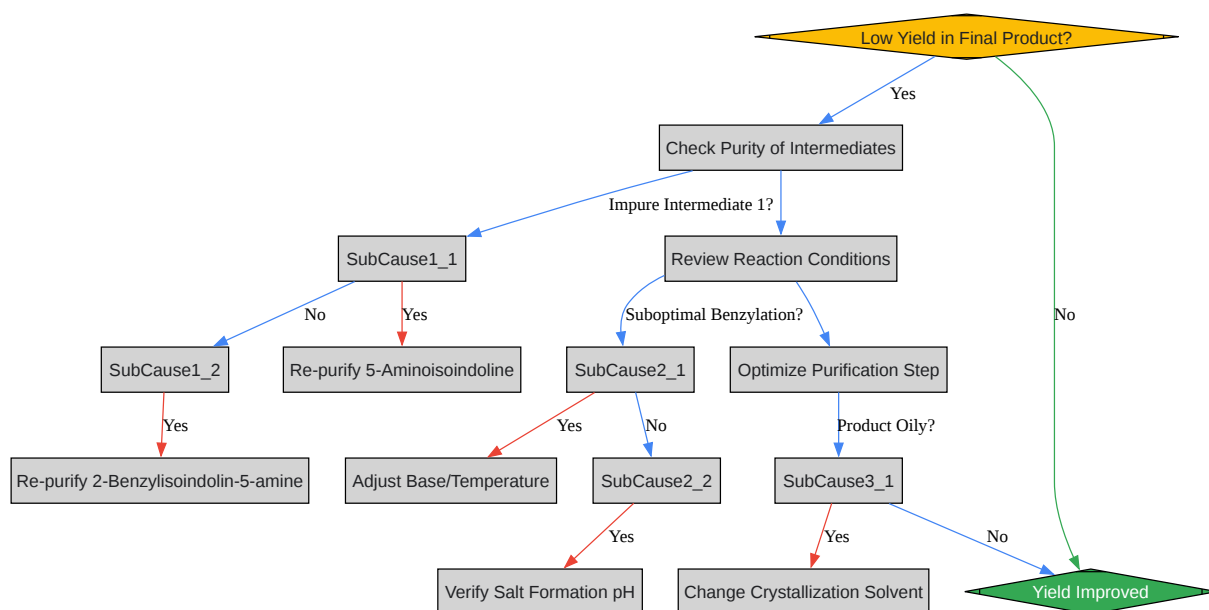 Low Yield in Final Product?
Yes
Check Purity of Intermediates
Impure Intermediate 1?
SubCause1_1
Review Reaction Conditions
No
Yes
Suboptimal Benzylation?
No
SubCause1_2
Re-purify 5-Aminoisoindoline
SubCause2_1
Optimize Purification Step
Yes
Yes
No
Product Oily?
Re-purify 2-Benzylisoindolin-5-amine
Adjust Base/Temperature
SubCause2_2
SubCause3_1
Yes
Yes
No
Verify Salt Formation pH
Change Crystallization Solvent
Yield Improved